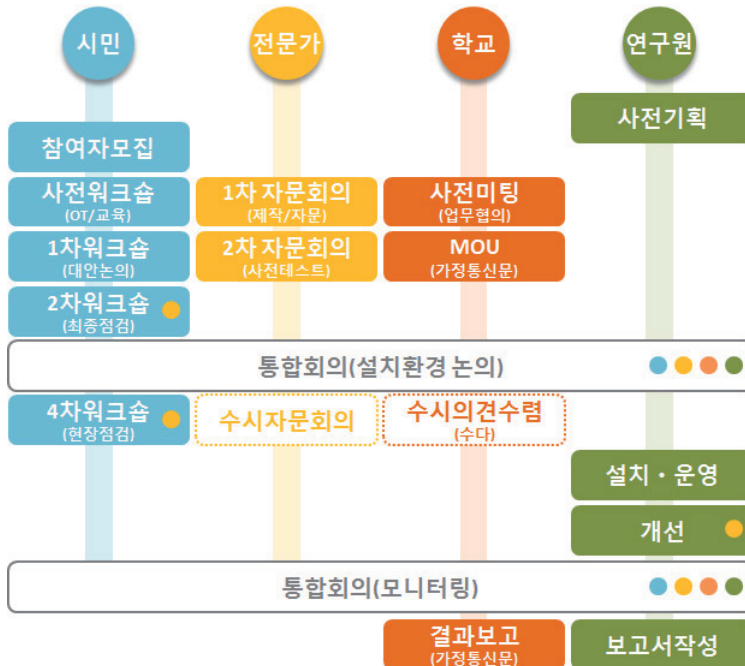 시민
전문가
학교
연구원
사전기획
참여자모집
사전워크숍
(OT/교육)
1차 자문회의
(제작/자문)
사전미팅
(업무협의)
1차워크숍
(대안논의)
2차 자문회의
(사전테스트)
MOU
(가정통신문)
2차워크숍
(최종점검)
통합회의(설치환경 논의)
4차워크숍
(현장점검)
수시자문회의
수시의견수렴
(수다)
설치 · 운영
개선
통합회의(모니터링)
결과보고
(가정통신문)
보고서작성